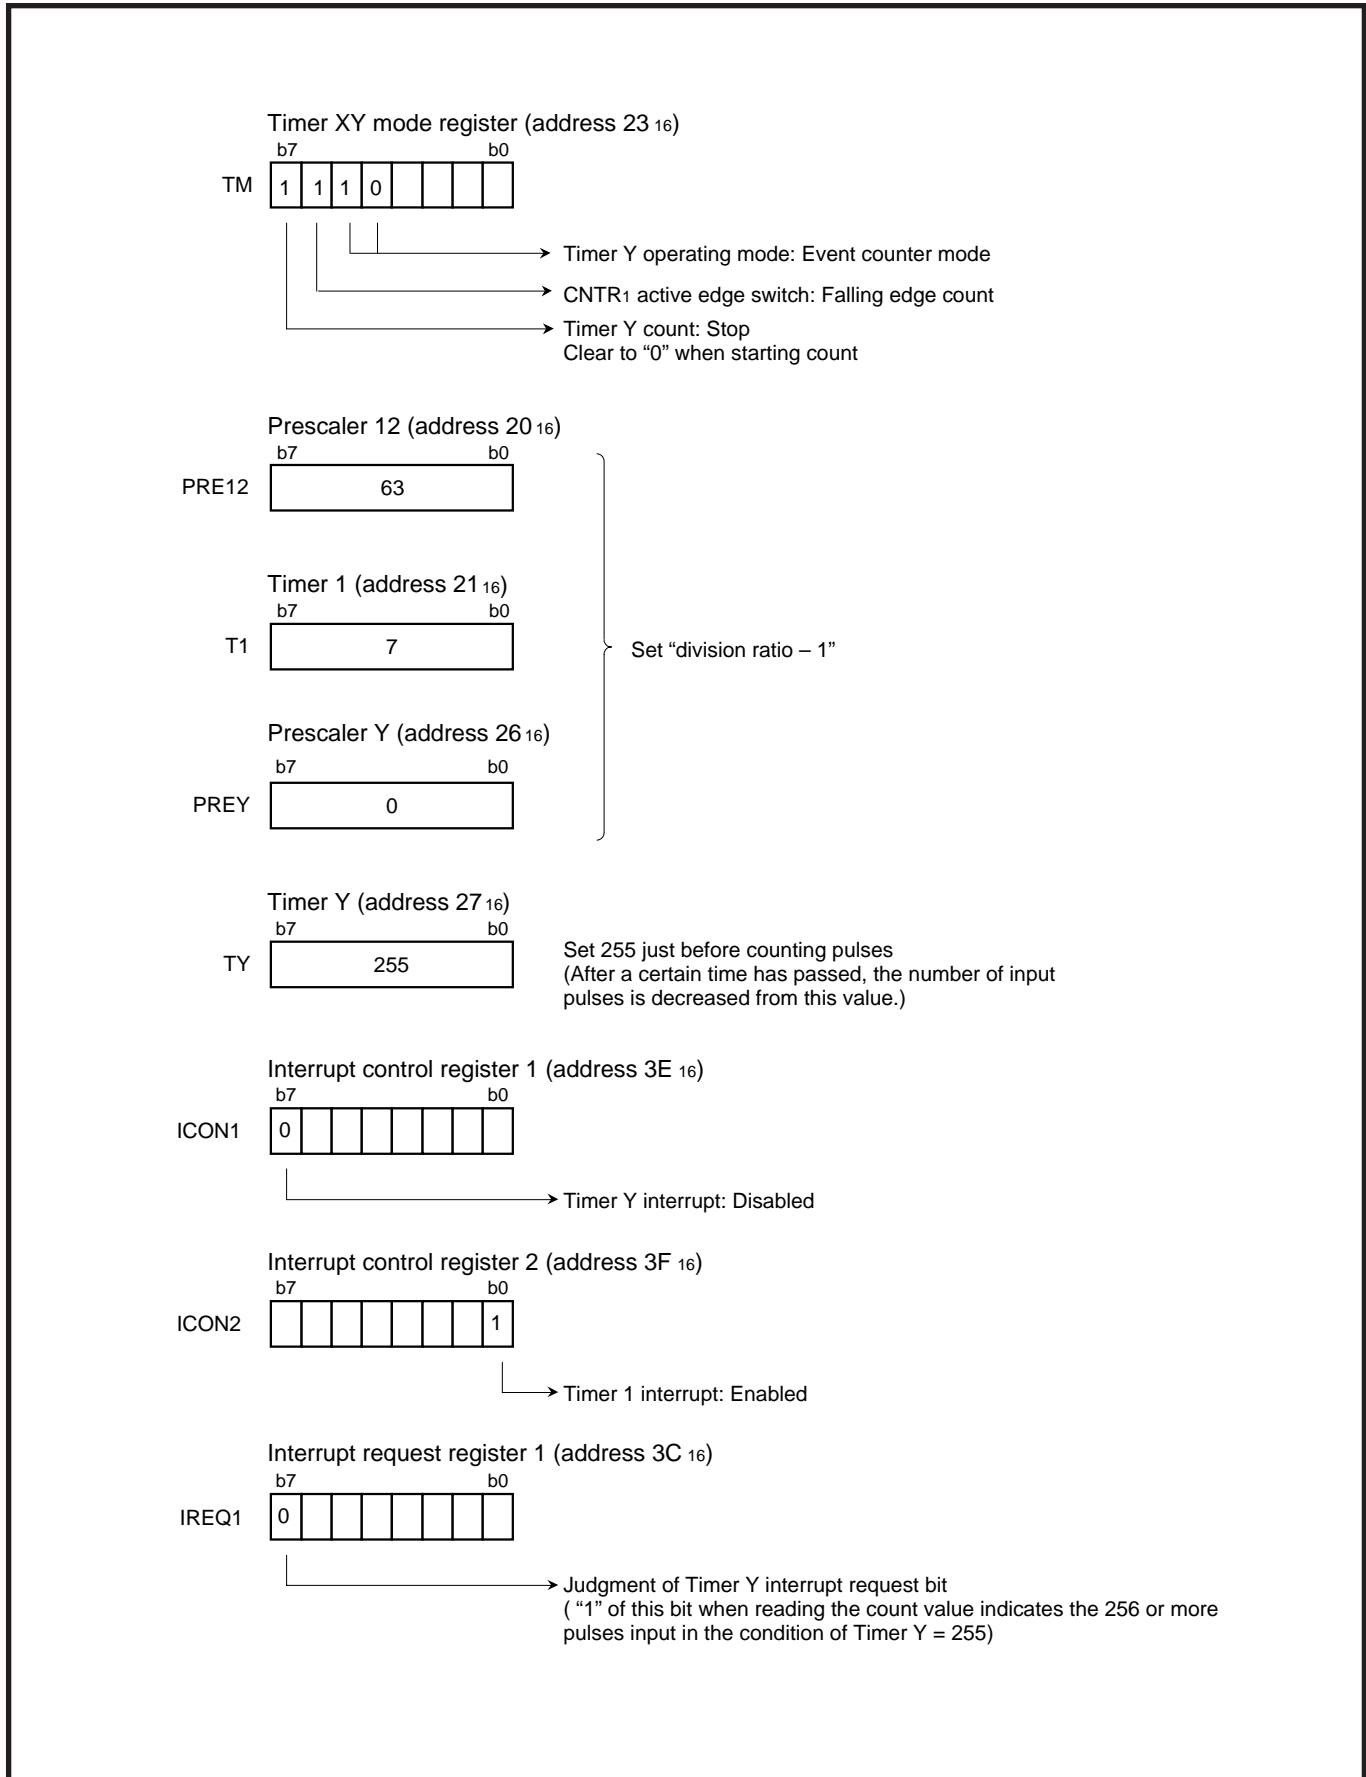 Timer XY mode register (address 23 16)
b7 b0
TM 1 1 1 0
Timer Y operating mode: Event counter mode
CNTR1 active edge switch: Falling edge count
Timer Y count: Stop
Clear to “0” when starting count
Prescaler 12 (address 20 16)
b7 b0
PRE12 63
Timer 1 (address 21 16)
b7 b0
T1 7
Set “division ratio – 1”
Prescaler Y (address 26 16)
b7 b0
PREY 0
Timer Y (address 27 16)
b7 b0
TY 255
Set 255 just before counting pulses
(After a certain time has passed, the number of input
pulses is decreased from this value.)
Interrupt control register 1 (address 3E 16)
b7 b0
ICON1 0
Timer Y interrupt: Disabled
Interrupt control register 2 (address 3F 16)
b7 b0
ICON2 1
Timer 1 interrupt: Enabled
Interrupt request register 1 (address 3C 16)
b7 b0
IREQ1 0
Judgment of Timer Y interrupt request bit
( “1” of this bit when reading the count value indicates the 256 or more
pulses input in the condition of Timer Y = 255)